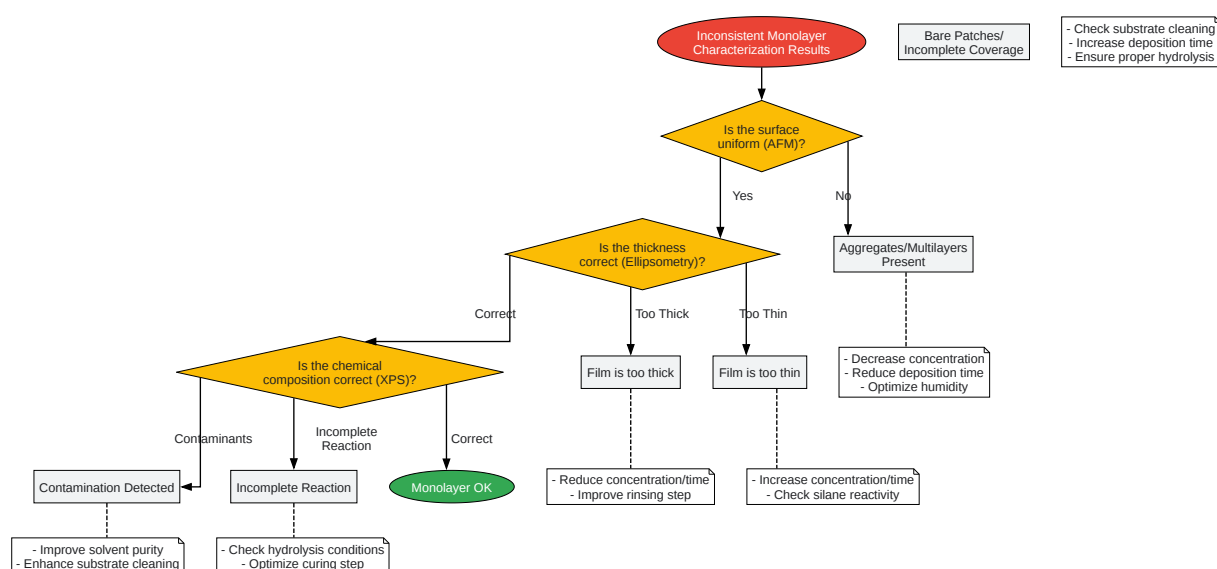 Inconsistent Monolayer
Characterization Results
Bare Patches/
Incomplete Coverage
- Check substrate cleaning
- Increase deposition time
- Ensure proper hydrolysis
Is the surface
uniform (AFM)?
Yes
No
Is the thickness
correct (Ellipsometry)?
Aggregates/Multilayers
Present
Correct
Too Thick
Too Thin
Is the chemical
composition correct (XPS)?
Film is too thick
Film is too thin
- Decrease concentration
- Reduce deposition time
- Optimize humidity
Contaminants
Incomplete
Reaction
Correct
Contamination Detected
Incomplete Reaction
Monolayer OK
- Reduce concentration/time
- Improve rinsing step
- Increase concentration/time
- Check silane reactivity
- Improve solvent purity
- Enhance substrate cleaning
- Check hydrolysis conditions
- Optimize curing step